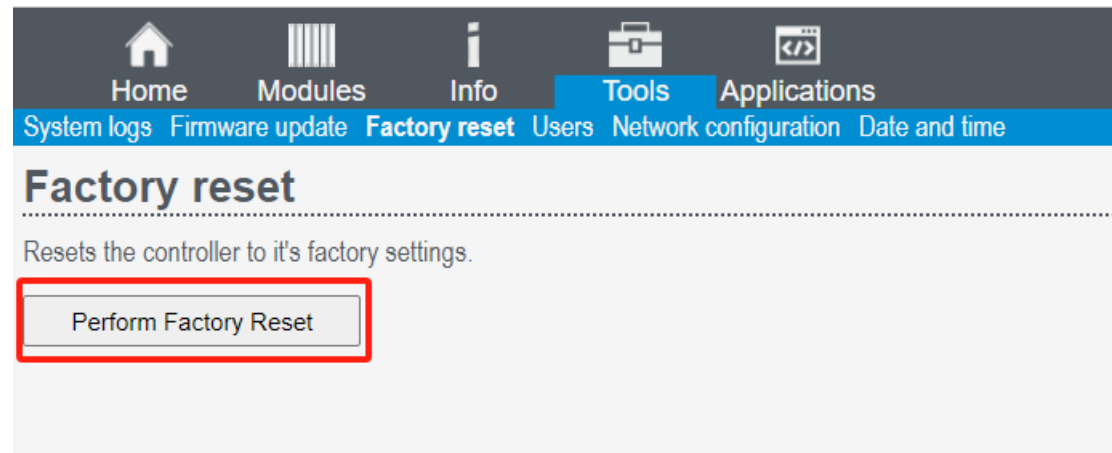 Home Modules Info Tools Applications
System logs Firmware update Factory reset Users Network configuration Date and time
Factory reset
Resets the controller to it's factory settings.
Perform Factory Reset